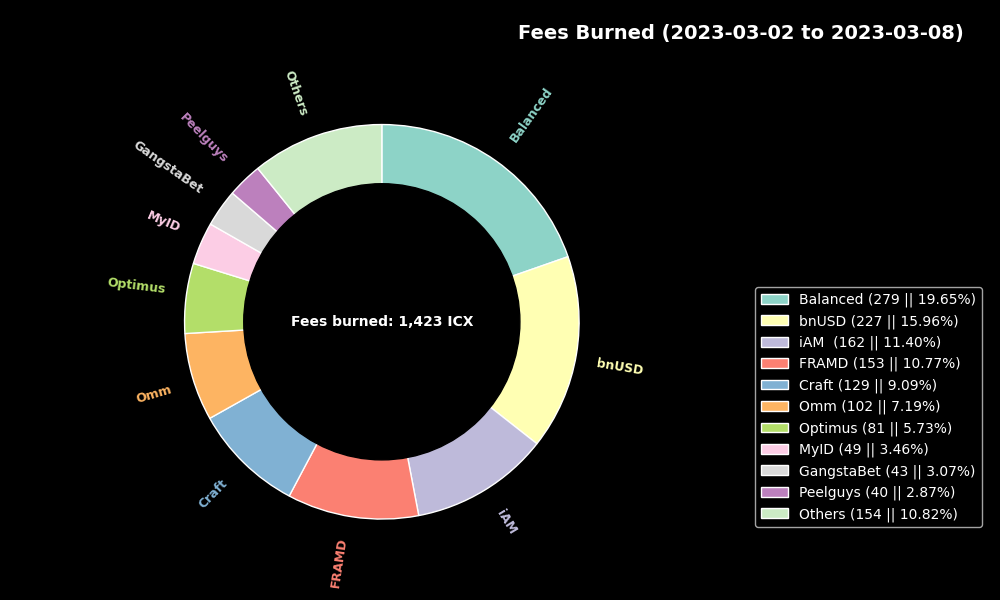 Fees Burned (2023-03-02 to 2023-03-08)
Others
Balanced
Peelguys
GangstaBet
MyID
Optimus
Fees burned: 1,423 ICX
bnUSD
Omm
Craft
iAM
FRAMD
Balanced (279 || 19.65%)
bnUSD (227 || 15.96%)
iAM  (162 || 11.40%)
FRAMD (153 || 10.77%)
Craft (129 || 9.09%)
Omm (102 || 7.19%)
Optimus (81 || 5.73%)
MyID (49 || 3.46%)
GangstaBet (43 || 3.07%)
Peelguys (40 || 2.87%)
Others (154 || 10.82%)